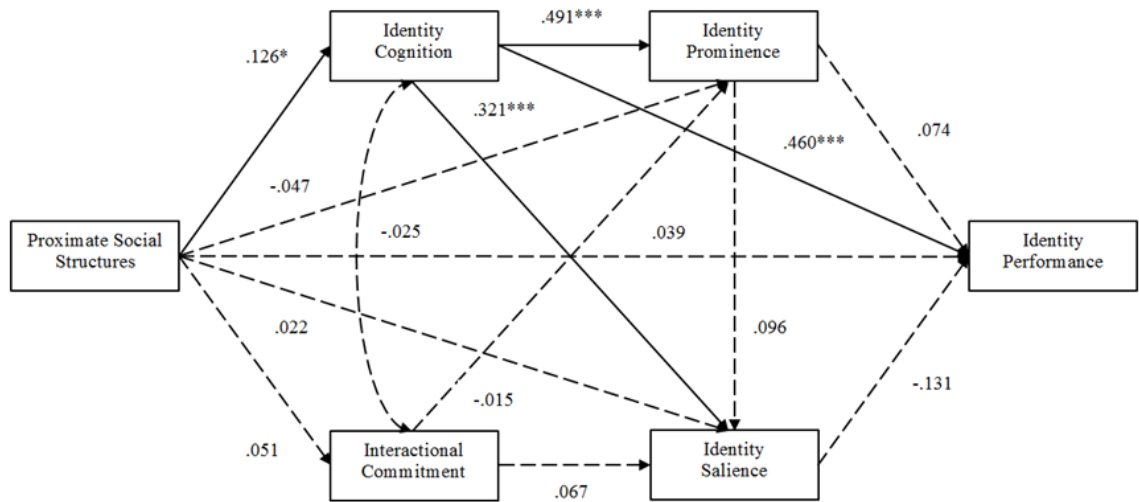 Identity
Cognition
.491***
Identity
Prominence
.126*
.321***
.074
.460***
-.047
Proximate Social
Structures
-.025
.039
Identity
Performance
.022
.096
-.015
-.131
.051
Interactional
Commitment
.067
Identity
Salience